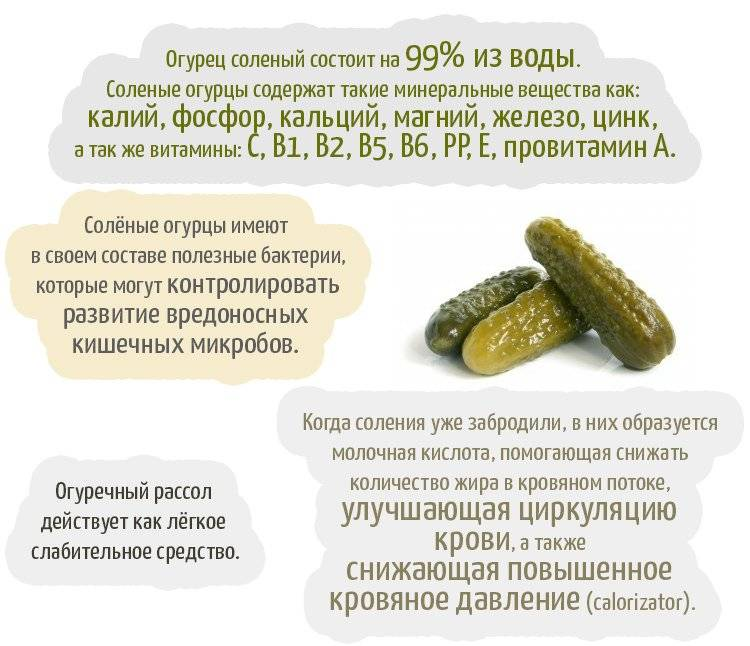 Огурец соленый состоит на 99% из воды.
Соленые огурцы содержат такие минеральные вещества как:
калий, фосфор, кальций, магний, железо, цинк,
а так же витамины: С, В1, В2, В5, В6, РР, Е, провитамин А.
Солёные огурцы имеют
в своем составе полезные бактерии,
которые могут контролировать
развитие вредоносных
кишечных микробов.
Когда соления уже забродили, в них образуется
молочная кислота, помогающая снижать
количество жира в кровяном потоке,
улучшающая циркуляцию
крови, а также
снижающая повышенное
кровяное давление (calorizator).
Огуречный рассол
действует как лёгкое
слабительное средство.